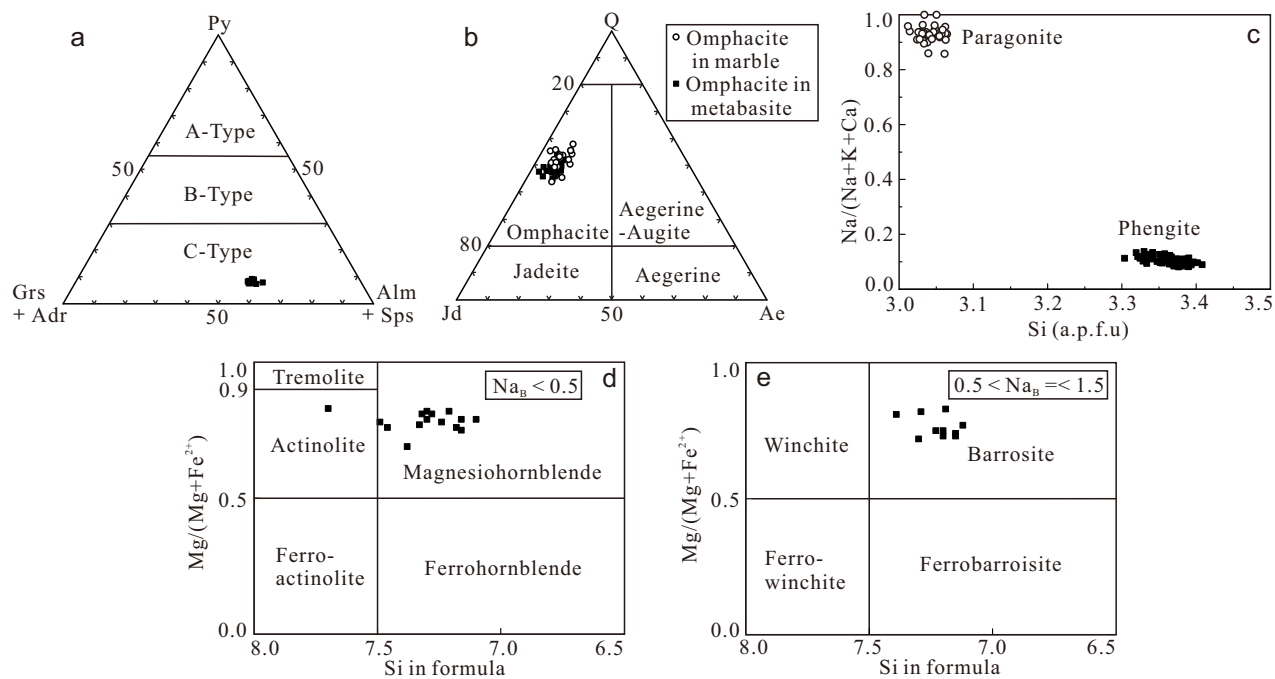 a
Py
A-Type
50
50
B-Type
C-Type
Grs
+ Adr
50
Alm
+ Sps
b
Q
20
Omphacite
Aegerine
-Augite
80
Jadeite
Aegerine
Jd
50
Ae
Omphacite
in marble
Omphacite in
metabasite
c
1.0
0.8
0.6
0.4
0.2
0.0
Na/(Na+K+Ca)
Paragonite
Phengite
3.0
3.1
3.2
3.3
3.4
3.5
Si (a.p.f.u)
d
1.0
0.9
0.5
0.0
Mg/(Mg+Fe2+)
Tremolite
NaB < 0.5
Actinolite
Magnesiohornblende
Ferro-
actinolite
Ferrohornblende
8.0
7.5
7.0
6.5
Si in formula
e
1.0
0.5
0.0
Mg/(Mg+Fe2+)
0.5 < NaB =< 1.5
Winchite
Barrosite
Ferro-
winchite
Ferrobarroisite
8.0
7.5
7.0
6.5
Si in formula